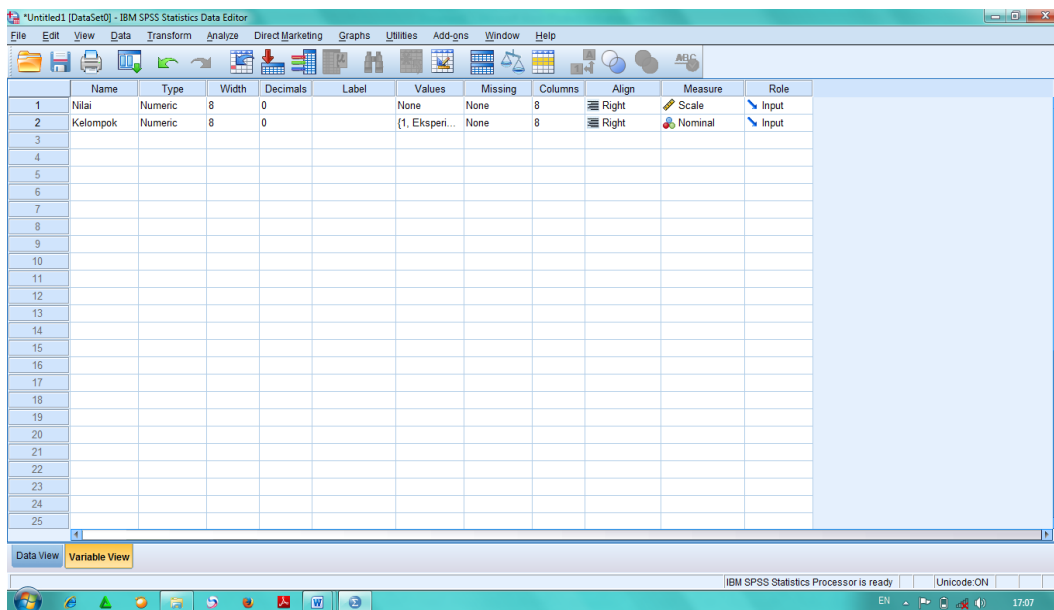 *Untitled1 [DataSet0] - IBM SPSS Statistics Data Editor
File Edit View Data Transform Analyze Direct Marketing Graphs Utilities Add-ons Window Help
Name Type Width Decimals Label Values Missing Columns Align Measure Role
1 Nilai Numeric 8 0 None None 8 Right Scale Input
2 Kelompok Numeric 8 0 {1, Eksperi... None 8 Right Nominal Input
3
4
5
6
7
8
9
10
11
12
13
14
15
16
17
18
19
20
21
22
23
24
25
Data View Variable View
IBM SPSS Statistics Processor is ready Unicode:ON
EN 17:07